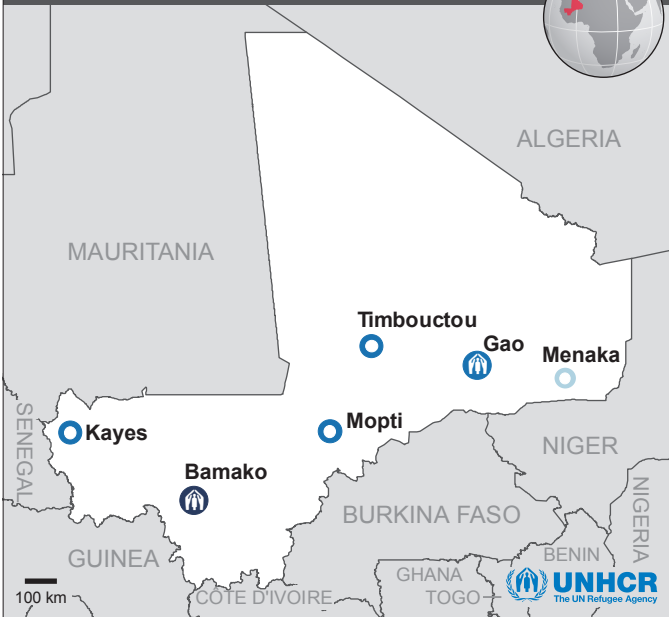 ALGERIA
MAURITANIA
Timbouctou
Gao
Menaka
Kayes
Mopti
SENEGAL
Bamako
NIGER
BURKINA FASO
NIGERIA
GUINEA
BENIN
GHANA
TOGO
CÔTE D'IVOIRE
100 km
UNHCR
The UN Refugee Agency